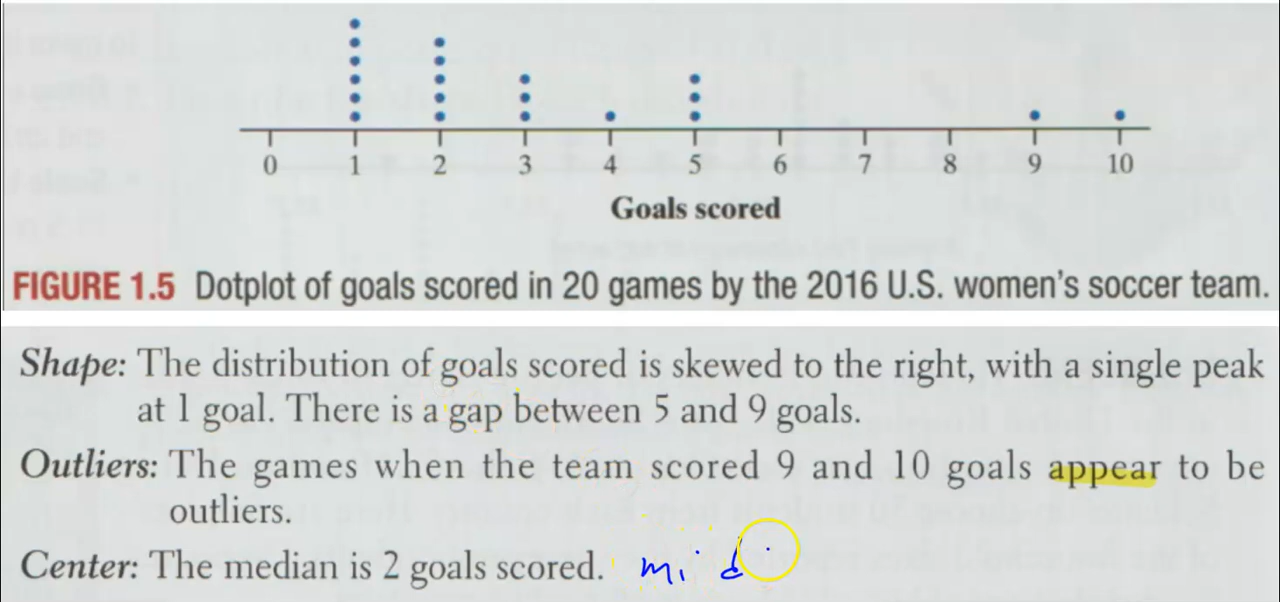 0 1 2 3 4 5 6 7 8 9 10
Goals scored
FIGURE 1.5 Dotplot of goals scored in 20 games by the 2016 U.S. women's soccer team.
Shape: The distribution of goals scored is skewed to the right, with a single peak
at 1 goal. There is a gap between 5 and 9 goals.
Outliers: The games when the team scored 9 and 10 goals appear to be
outliers.
Center: The median is 2 goals scored. mid